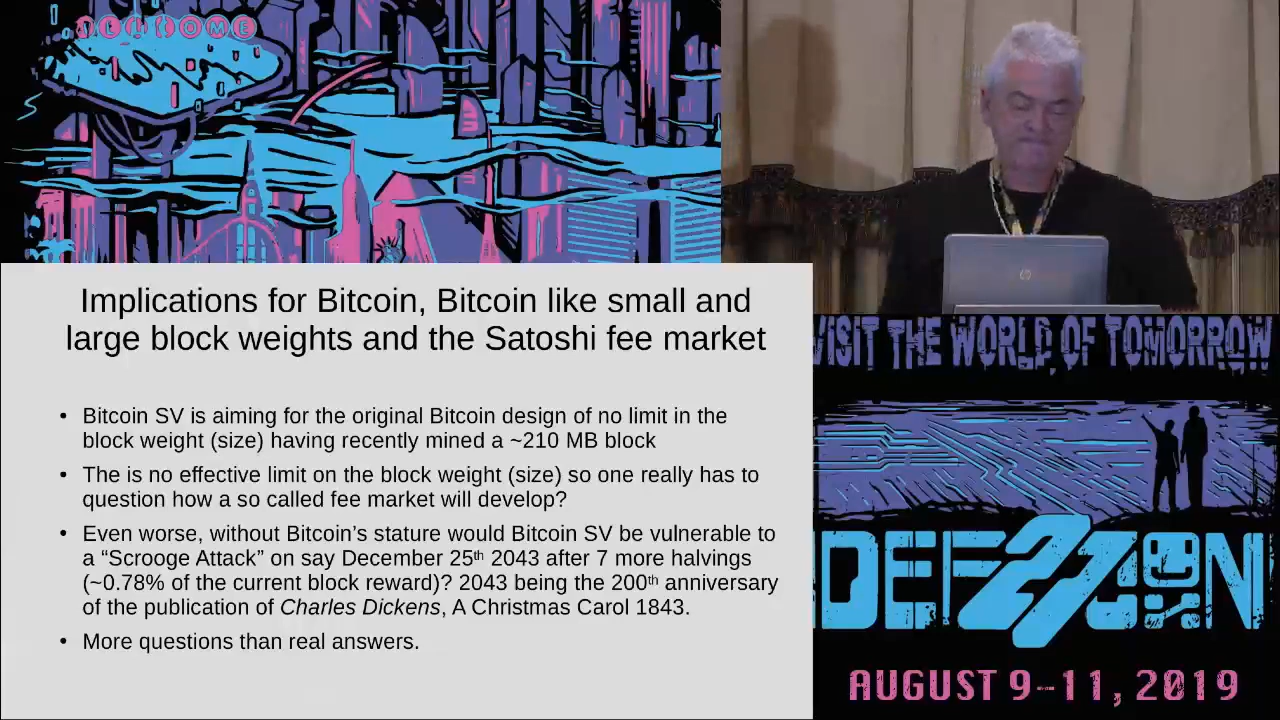 WELCOME
Implications for Bitcoin, Bitcoin like small and
large block weights and the Satoshi fee market
• Bitcoin SV is aiming for the original Bitcoin design of no limit in the
block weight (size) having recently mined a ~210 MB block
• The is no effective limit on the block weight (size) so one really has to
question how a so called fee market will develop?
• Even worse, without Bitcoin’s stature would Bitcoin SV be vulnerable to
a “Scrooge Attack” on say December 25th 2043 after 7 more halvings
(~0.78% of the current block reward)? 2043 being the 200th anniversary
of the publication of Charles Dickens, A Christmas Carol 1843.
• More questions than real answers.
hp
VISIT THE WORLD OF TOMORROW
DEF 27 CON
AUGUST 9-11, 2019